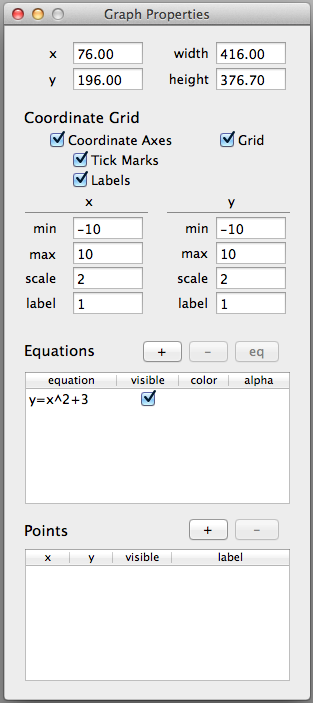 Graph Properties
x 76.00 width 416.00
y 196.00 height 376.70
Coordinate Grid
Coordinate Axes Grid
Tick Marks
Labels
x y
min -10 min -10
max 10 max 10
scale 2 scale 2
label 1 label 1
Equations + - eq
equation visible color alpha
y=x^2+3
Points + -
x y visible label